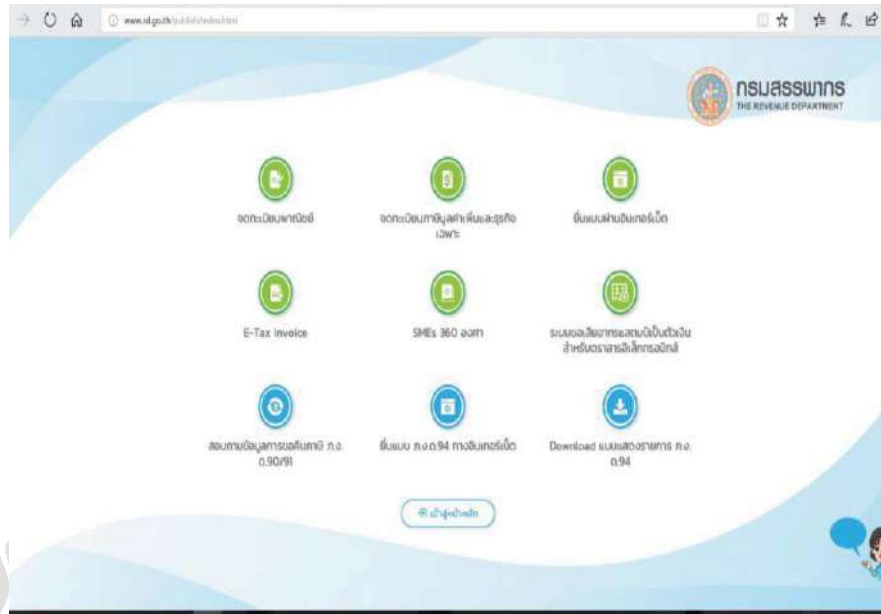 www.rd.go.th/publish/index.html
กรมสรรพากร
THE REVENUE DEPARTMENT
จดทะเบียนพาณิชย์
จดทะเบียนภาษีมูลค่าเพิ่มและธุรกิจ
เฉพาะ
ยื่นแบบผ่านอินเทอร์เน็ต
E-Tax Invoice
SMEs 360 องศา
ระบบขอเสียอากรแสตมป์เป็นตัวเงิน
สำหรับตราสารอิเล็กทรอนิกส์
สอบถามข้อมูลการขอคืนภาษี ภ.ง.
ด.90/91
ยื่นแบบ ภ.ง.ด.94 ทางอินเทอร์เน็ต
Download แบบแสดงรายการ ภ.ง.
ด.94
เข้าสู่หน้าหลัก